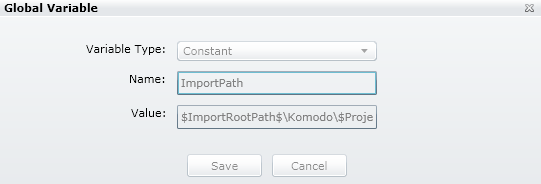 Global Variable
Variable Type: Constant
Name: ImportPath
Value: $ImportRootPath$\Komodo\$Proje
Save Cancel